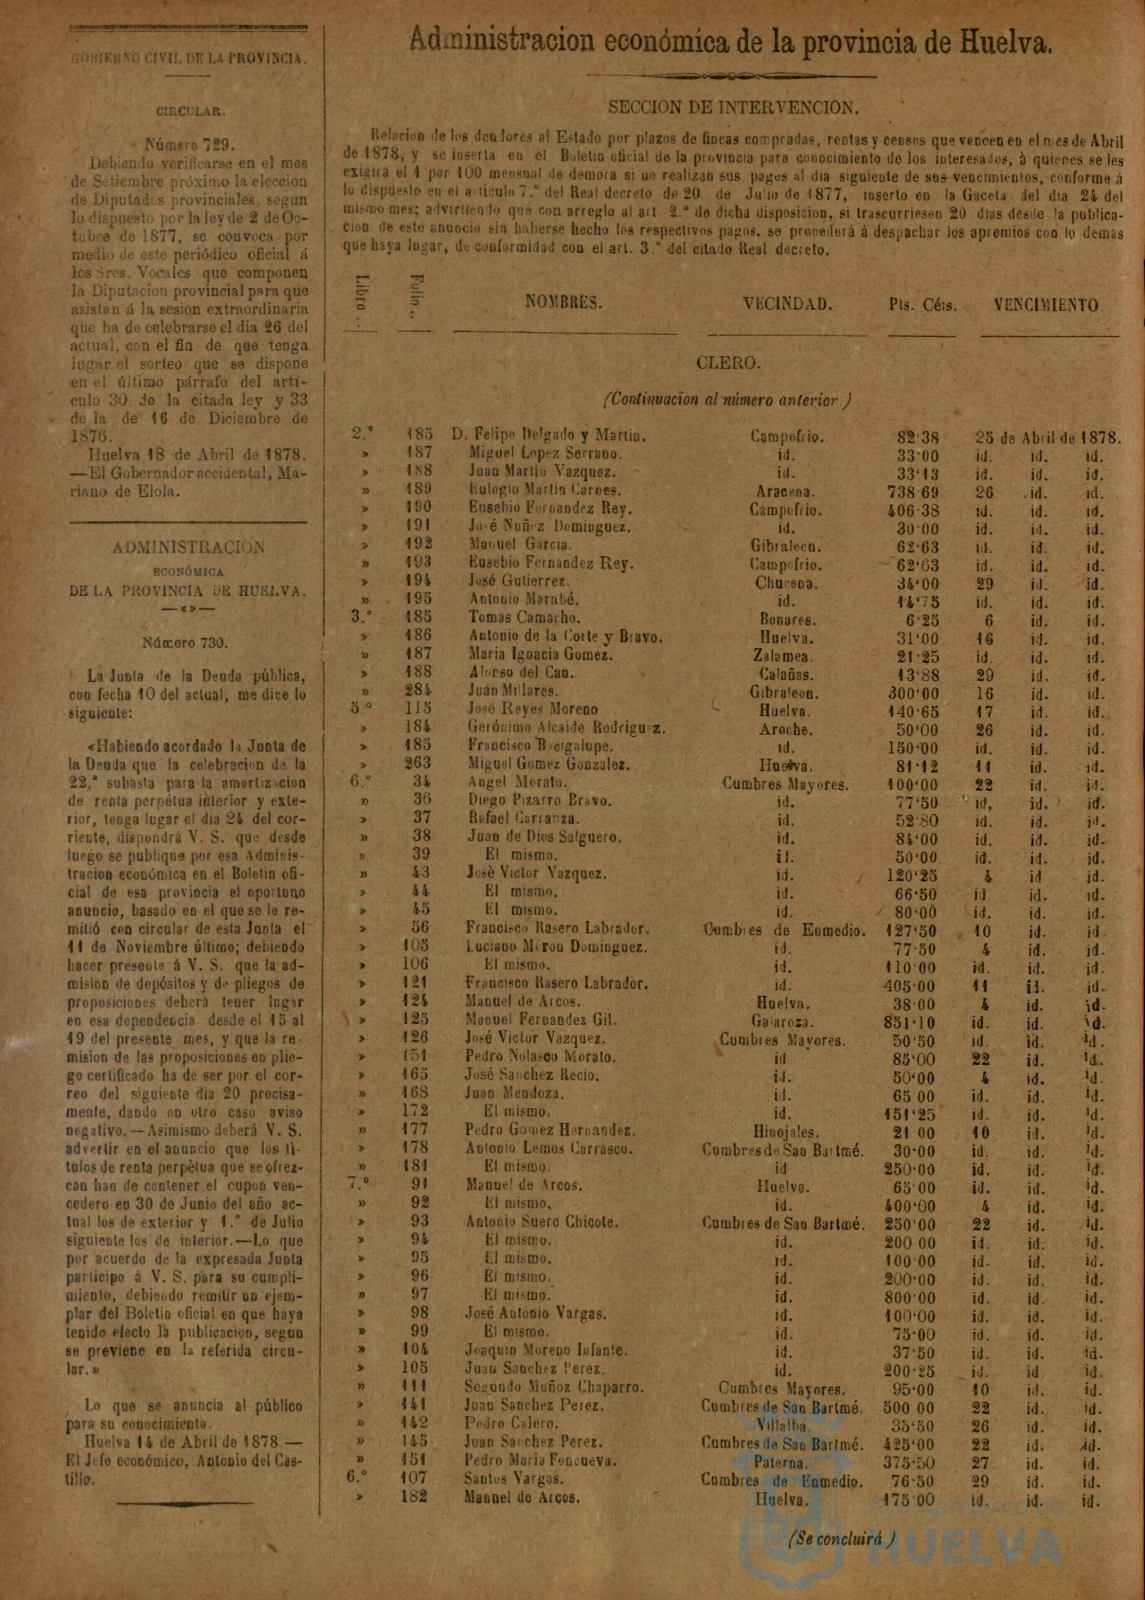 GOBIERNO CIVIL DE LA PROVINCIA.
CIRCULAR.
Número 729.
Debiendo verificarse en el mes
de Setiembre próximo la eleccion
de Diputados provinciales, segun
lo dispuesto por la ley de 2 de Oc-
tubre de 1877, se convoca por
medio de este periódico oficial á
los Sres. Vocales que componen
la Diputacion provincial para que
asistan á la sesion extraordinaria
que ha de celebrarse el dia 26 del
actual, con el fin de que tenga
lugar el sorteo que se dispone
en el último párrafo del artí-
culo 30 de la citada ley y 33
de la de 16 de Diciembre de
1876.
Huelva 18 de Abril de 1878.
—El Gobernador accidental, Ma-
riano de Elola.
ADMINISTRACION
ECONÓMICA
DE LA PROVINCIA DE HUELVA.
Número 730.
La Junta de la Deuda pública,
con fecha 10 del actual, me dice lo
siguiente:
«Habiendo acordado la Junta de
la Deuda que la celebracion de la
22.ª subasta para la amortizacion
de renta perpétua interior y exte-
rior, tenga lugar el dia 24 del cor-
riente, dispondrá V. S. que desde
luego se publique por esa Adminis-
tracion económica en el Boletin ofi-
cial de esa provincia el oportuno
anuncio, basado en el que se le re-
mitió con circular de esta Junta el
11 de Noviembre último; debiendo
hacer presente á V. S. que la ad-
mision de depósitos y de pliegos de
proposiciones deberá tener lugar
en esa dependencia desde el 15 al
19 del presente mes, y que la re-
mision de las proposiciones en plie-
go certificado ha de ser por el cor-
reo del siguiente dia 20 precisa-
mente, dando en otro caso aviso
negativo.—Asimismo deberá V. S.
advertir en el anuncio que los tí-
tulos de renta perpètua que se ofrez-
can han de contener el cupon ven-
cedero en 30 de Junio del año ac-
tual los de exterior y 1.º de Julio
siguiente los de interior.—Lo que
por acuerdo de la expresada Junta
participo á V. S. para su cumpli-
miento, debiendo remitir un ejem-
plar del Boletin oficial en que haya
tenido efecto la publicacion, segun
se previene en la referida circu-
lar.»
Lo que se anuncia al público
para su conocimiento.
Huelva 14 de Abril de 1878 —
El Jefe económico, Antonio del Cas-
tillo.
Administracion económica de la provincia de Huelva.
SECCION DE INTERVENCION.
Relacion de los deudores al Estado por plazos de fincas compradas, rentas y censos que vencen en el mes de Abril
de 1878, y se inserta en el Boletin oficial de la provincia para conocimiento de los interesados, à quienes se les
exigirá el 1 por 100 mensual de demora si no realizan sus pagos al dia siguiente de sus vencimientos, conforme á
lo dispuesto en el artículo 7.º del Real decreto de 20 de Julio de 1877, inserto en la Gaceta del dia 24 del
mismo mes; advirtiendo que con arreglo al art 2.º de dicha disposicion, si trascurriesen 20 dias desde la publica-
cion de este anuncio sin haberse hecho los respectivos pagos, se procederá á despachar los apremios con lo demás
que haya lugar, de conformidad con el art. 3.º del citado Real decreto.
Libro .. Folio.. NOMBRES. VECINDAD. Pts. Céts. VENCIMIENTO
CLERO.
(Continuacion al número anterior)
2.º 185 D. Felipe Delgado y Martin. Campofrio. 82·38 25 de Abril de 1878.
» 187 Miguel Lopez Serrano. id. 33·00 id. id. id.
» 188 Juan Martin Vazquez. id. 33'13 id. id. id.
» 189 Eulogio Martin Carnes. Aracena. 738·69 26 id. id.
» 190 Eusebio Fernandez Rey. Campofrio. 406·38 id. id. id.
» 191 José Nuñez Dominguez. id. 30·00 id. id. id.
» 192 Manuel Garcia. Gibraleon. 62·63 id. id. id.
» 193 Eusebio Fernandez Rey. Campofrio. 62'63 id. id. id.
» 194 José Gutierrez. Chucena. 34'00 29 id. id.
» 195 Antonio Marabé. id. 14'75 id. id. id.
3.º 185 Tomas Camacho. Bonares. 6'25 6 id. id.
» 186 Antonio de la Corte y Bravo. Huelva. 31'00 16 id. id.
» 187 Maria Ignacia Gomez. Zalamea. 21·25 id. id. id.
» 188 Alonso del Can. Calañas. 13'88 29 id. id.
» 284 Juan Millares. Gibraleon. 300'00 16 id. id.
5.º 115 José Reyes Moreno Huelva. 140·65 17 id. id.
» 184 Gerónimo Alcaide Rodriguez. Aroche. 50'00 26 id. id.
» 185 Francisco Bacigalupe. id. 150'00 id. id. id.
» 263 Miguel Gomez Gonzalez. Huelva. 81'12 11 id. id.
6.º 34 Angel Morato. Cumbres Mayores. 100'00 22 id. id.
» 36 Diego Pizarro Bravo. id. 77'50 id, id. id.
» 37 Rafael Carranza. id. 52·80 id. id. id.
» 38 Juan de Dios Salguero. id. 84'00 id. id. id.
» 39 El mismo. id. 50'00 id. id. id.
» 43 Josè Victor Vazquez. id. 120'25 4 id id.
» 44 El mismo. id. 66'50 id id. id.
» 45 El mismo. id. 80·00 id. id. id.
» 56 Francisco Rasero Labrador. Cumbres de Enmedio. 127'50 10 id. id.
» 105 Luciano Moron Dominguez. id. 77'50 4 id. id.
» 106 El mismo. id. 110'00 id. id. id.
» 121 Francisco Rasero Labrador. id. 405·00 11 id. id.
» 124 Manuel de Arcos. Huelva. 38'00 4 id. id.
» 125 Manuel Fernandez Gil. Galaroza. 851·10 id. id. id.
» 126 José Victor Vazquez. Cumbres Mayores. 50'50 id. id. id.
» 151 Pedro Nolasco Morato. id 85'00 22 id. id.
» 165 José Sanchez Recio. id. 50'00 4 id. id.
» 168 Juan Mendoza. id. 65 00 id. id. id.
» 172 El mismo. id. 151'25 id. id. id.
» 177 Pedro Gomez Hernandez. Hinojales. 21 00 10 id. id.
» 178 Antonio Lemos Carrasco. Cumbres de San Bartmé. 30'00 id. id. id.
» 181 El mismo. id 250'00 id. id. id.
7.º 91 Manuel de Arcos. Huelva. 65'00 id. id. id.
» 92 El mismo. id. 400'00 4 id. id.
» 93 Antonio Suero Chicote. Cumbies de San Bartmé. 250'00 22 id. id.
» 94 El mismo. id. 200 00 id. id. id.
» 95 El mismo. id. 100'00 id. id. id.
» 96 El mismo. id. 200'00 id. id. id.
» 97 El mismo. id. 800'00 id. id. id.
» 98 José Antonio Vargas. id. 100'00 id. id. id.
» 99 El mismo. id. 75'00 id. id. id.
» 104 Joaquin Moreno Infante. id. 37'50 id. id. id.
» 105 Juan Sanchez Perez. id. 200·25 id. id. id.
» 111 Segundo Muñoz Chaparro. Cumbres Mayores. 95·00 10 id. id.
» 141 Juan Sanchez Perez. Cumbres de San Bartmé. 500 00 22 id. id.
» 142 Pedro Calero. Villalba. 35'50 26 id. id.
» 145 Juan Sanchez Perez. Cumbres de San Bartmé. 425'00 22 id. id.
» 151 Pedro Maria Foncueva. Paterna. 375·50 27 id. id.
6.º 107 Santos Vargas. Cumbres de Enmedio. 76·50 29 id. id.
» 182 Manuel de Arcos. Huelva. 175'00 id. id. id.
(Se concluirá)
Ayuntamiento de
HUELVA